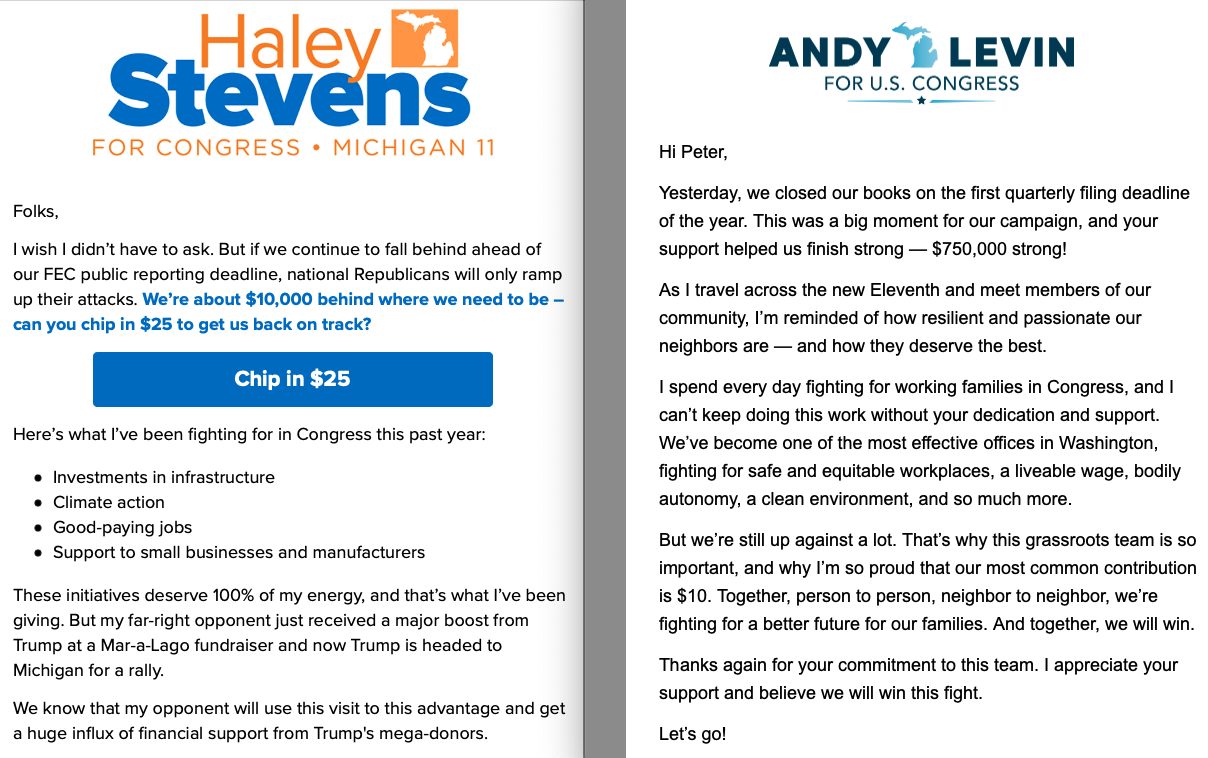 Haley
Stevens
FOR CONGRESS • MICHIGAN 11
Folks,
I wish I didn’t have to ask. But if we continue to fall behind ahead of
our FEC public reporting deadline, national Republicans will only ramp
up their attacks. We’re about $10,000 behind where we need to be –
can you chip in $25 to get us back on track?
Chip in $25
Here’s what I’ve been fighting for in Congress this past year:
• Investments in infrastructure
• Climate action
• Good-paying jobs
• Support to small businesses and manufacturers
These initiatives deserve 100% of my energy, and that’s what I’ve been
giving. But my far-right opponent just received a major boost from
Trump at a Mar-a-Lago fundraiser and now Trump is headed to
Michigan for a rally.
We know that my opponent will use this visit to this advantage and get
a huge influx of financial support from Trump's mega-donors.
ANDY LEVIN
FOR U.S. CONGRESS
Hi Peter,
Yesterday, we closed our books on the first quarterly filing deadline
of the year. This was a big moment for our campaign, and your
support helped us finish strong — $750,000 strong!
As I travel across the new Eleventh and meet members of our
community, I’m reminded of how resilient and passionate our
neighbors are — and how they deserve the best.
I spend every day fighting for working families in Congress, and I
can’t keep doing this work without your dedication and support.
We’ve become one of the most effective offices in Washington,
fighting for safe and equitable workplaces, a liveable wage, bodily
autonomy, a clean environment, and so much more.
But we’re still up against a lot. That’s why this grassroots team is so
important, and why I’m so proud that our most common contribution
is $10. Together, person to person, neighbor to neighbor, we’re
fighting for a better future for our families. And together, we will win.
Thanks again for your commitment to this team. I appreciate your
support and believe we will win this fight.
Let’s go!